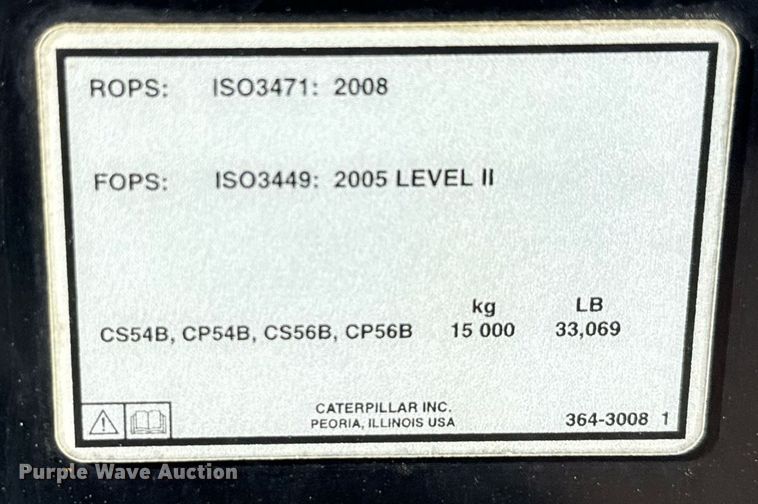 ROPS: ISO3471: 2008
FOPS: ISO3449: 2005 LEVEL II
kg LB
CS54B, CP54B, CS56B, CP56B 15 000 33,069
CATERPILLAR INC.
PEORIA, ILLINOIS USA 364-3008 1
Purple Wave Auction